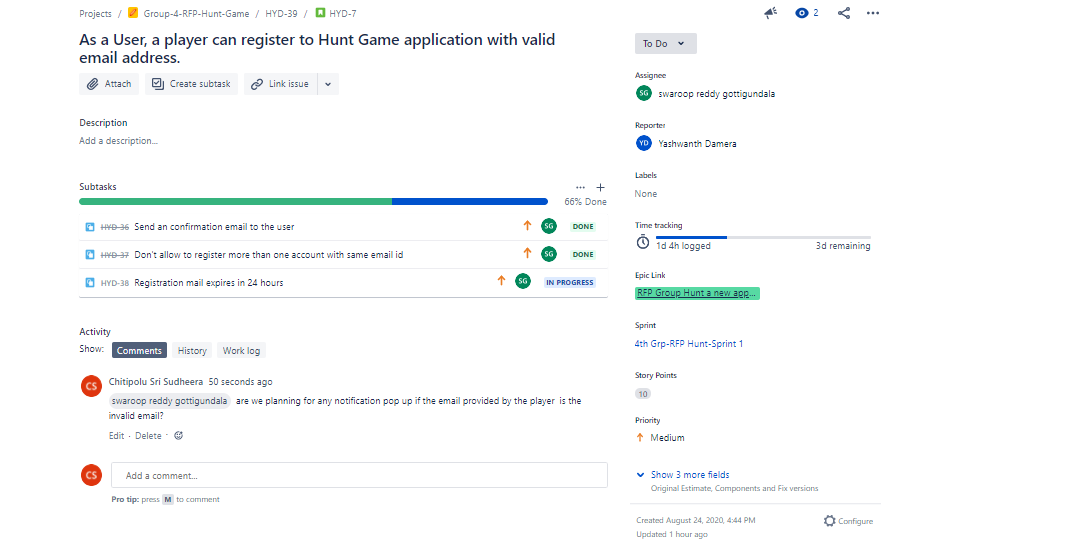 Projects / Group-4-RFP-Hunt-Game / HYD-39 / HYD-7
2
As a User, a player can register to Hunt Game application with valid
email address.
Attach
Create subtask
Link issue
Description
Add a description...
Subtasks
66% Done
HYD-36 Send an confirmation email to the user SG DONE
HYD-37 Don't allow to register more than one account with same email id SG DONE
HYD-38 Registration mail expires in 24 hours SG IN PROGRESS
Activity
Show: Comments History Work log
CS Chitipolu Sri Sudheera 50 seconds ago
swaroop reddy gottigundala are we planning for any notification pop up if the email provided by the player is the
invalid email?
Edit · Delete ·
CS Add a comment...
Pro tip: press M to comment
To Do
Assignee
SG swaroop reddy gottigundala
Reporter
YD Yashwanth Damera
Labels
None
Time tracking
1d 4h logged 3d remaining
Epic Link
RFP Group Hunt a new app...
Sprint
4th Grp-RFP Hunt-Sprint 1
Story Points
10
Priority
Medium
Show 3 more fields
Original Estimate, Components and Fix versions
Created August 24, 2020, 4:44 PM
Configure
Updated 1 hour ago